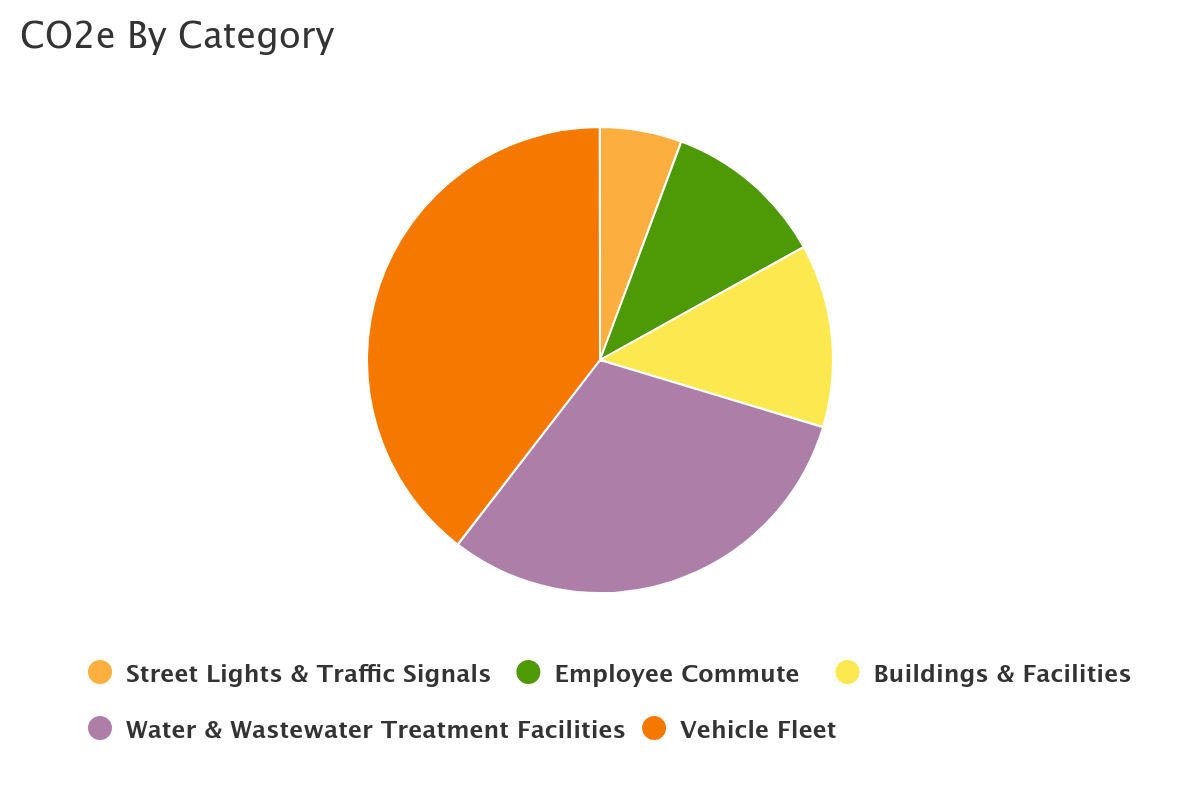 CO2e By Category
Street Lights & Traffic Signals Employee Commute Buildings & Facilities
Water & Wastewater Treatment Facilities Vehicle Fleet